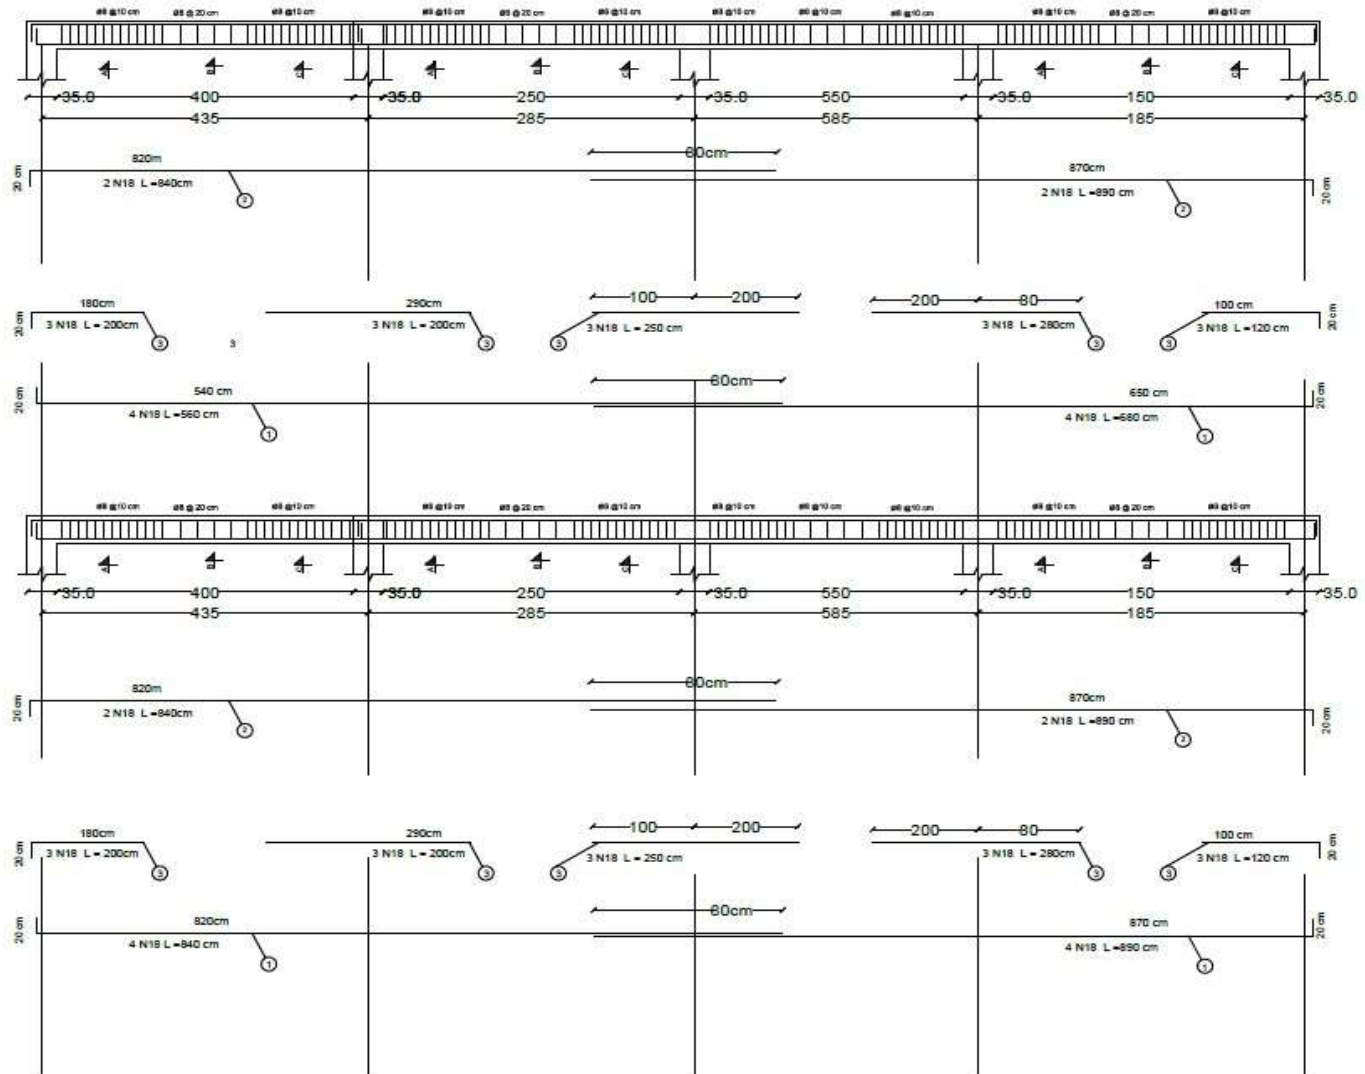 ø8 @10 cm ø8 @ 20 cm ø8 @10 cm ø8 @10 cm ø8 @ 20 cm ø8 @10 cm ø8 @10 cm ø8 @10 cm ø8 @10 cm ø8 @10 cm ø8 @ 20 cm ø8 @10 cm
A B C A B C A B C
35.0 400 35.0 250 35.0 550 35.0 150 35.0
435 285 585 185
820m 60cm 870cm
20 cm 2 N18 L =840cm 2 N18 L =890 cm 20 cm
2 2
180cm 290cm 100 200 200 80 100 cm
20 cm 3 N18 L = 200cm 3 N18 L = 200cm 3 N18 L = 250 cm 3 N18 L = 280cm 3 N18 L =120 cm 20 cm
3 3 3 3 3 3
540 cm 60cm 650 cm
20 cm 4 N18 L =560 cm 4 N18 L =680 cm 20 cm
1 1
ø8 @10 cm ø8 @ 20 cm ø8 @10 cm ø8 @10 cm ø8 @ 20 cm ø8 @10 cm ø8 @10 cm ø8 @10 cm ø8 @10 cm ø8 @10 cm ø8 @ 20 cm ø8 @10 cm
A B C A B C A B C
35.0 400 35.0 250 35.0 550 35.0 150 35.0
435 285 585 185
820m 60cm 870cm
20 cm 2 N18 L =840cm 2 N18 L =890 cm 20 cm
2 2
180cm 290cm 100 200 200 80 100 cm
20 cm 3 N18 L = 200cm 3 N18 L = 200cm 3 N18 L = 250 cm 3 N18 L = 280cm 3 N18 L =120 cm 20 cm
3 3 3 3 3
820cm 60cm 870 cm
20 cm 4 N18 L =840 cm 4 N18 L =890 cm 20 cm
1 1